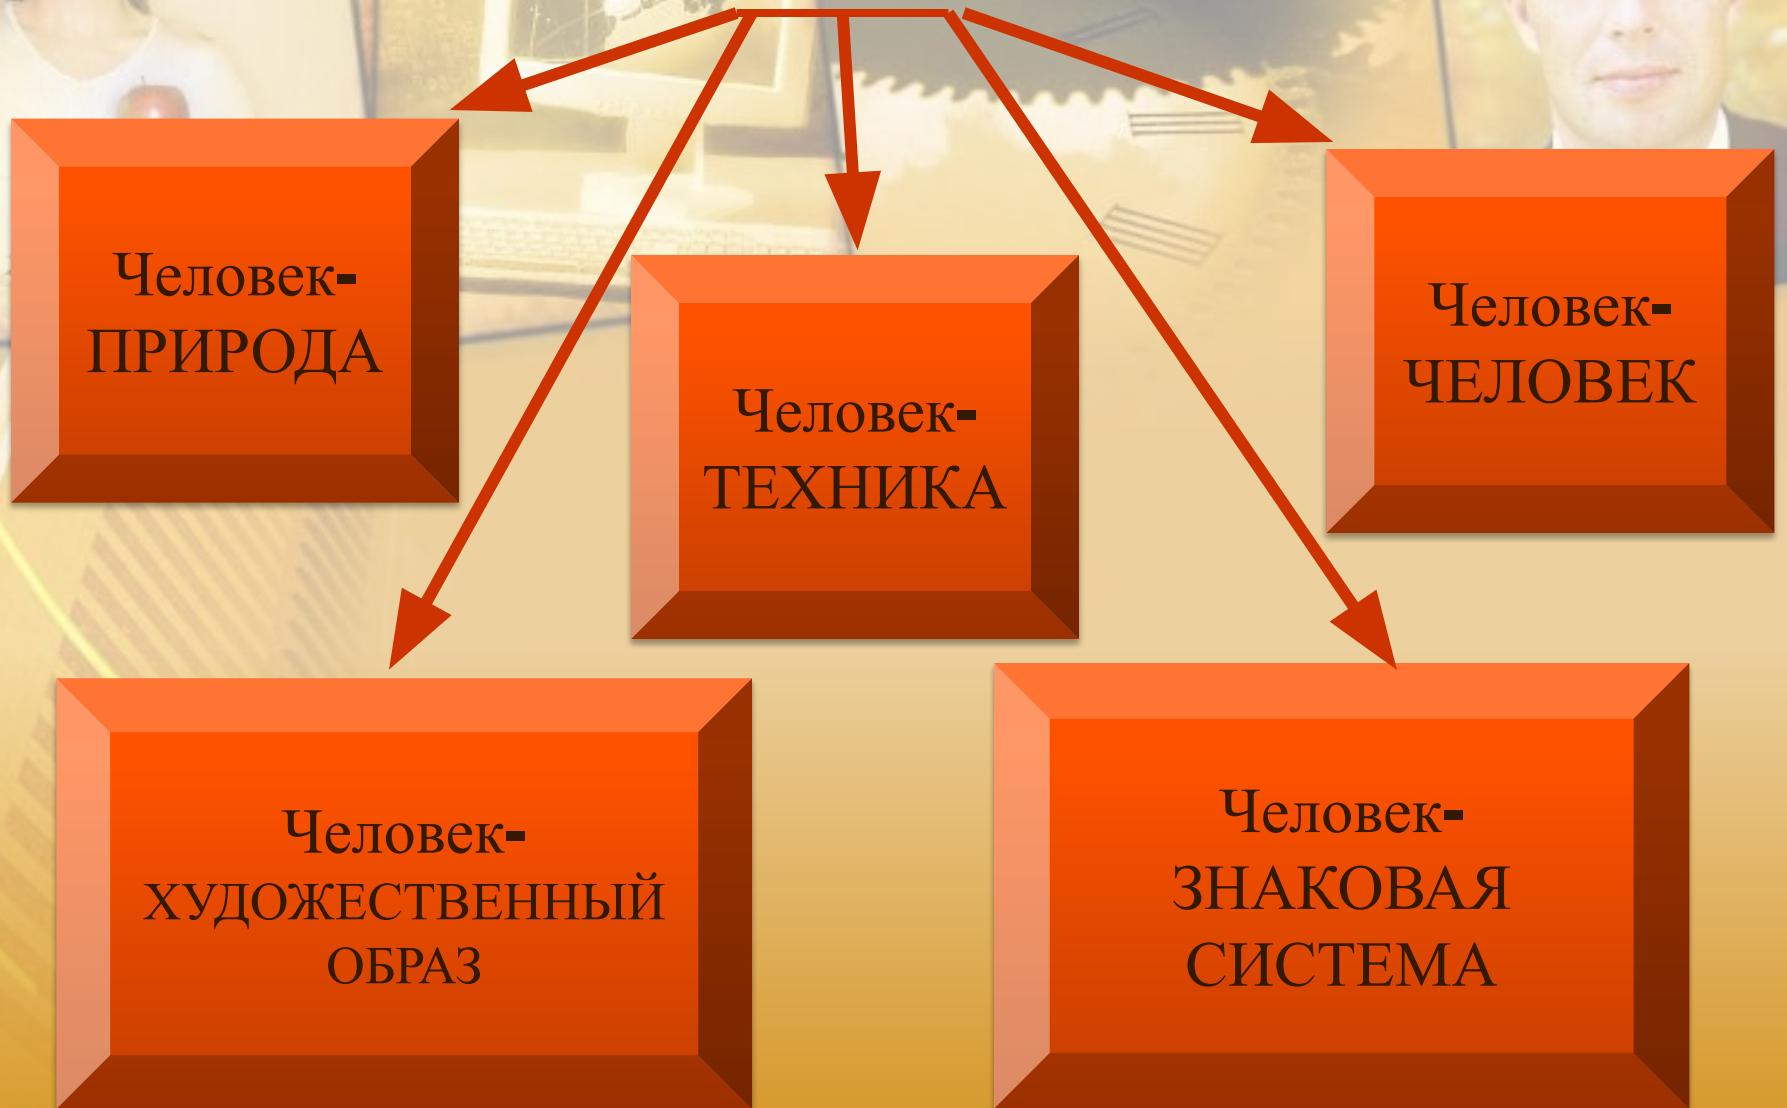 Человек-
ПРИРОДА
Человек-
ТЕХНИКА
Человек-
ЧЕЛОВЕК
Человек-
ХУДОЖЕСТВЕННЫЙ
ОБРАЗ
Человек-
ЗНАКОВАЯ
СИСТЕМА